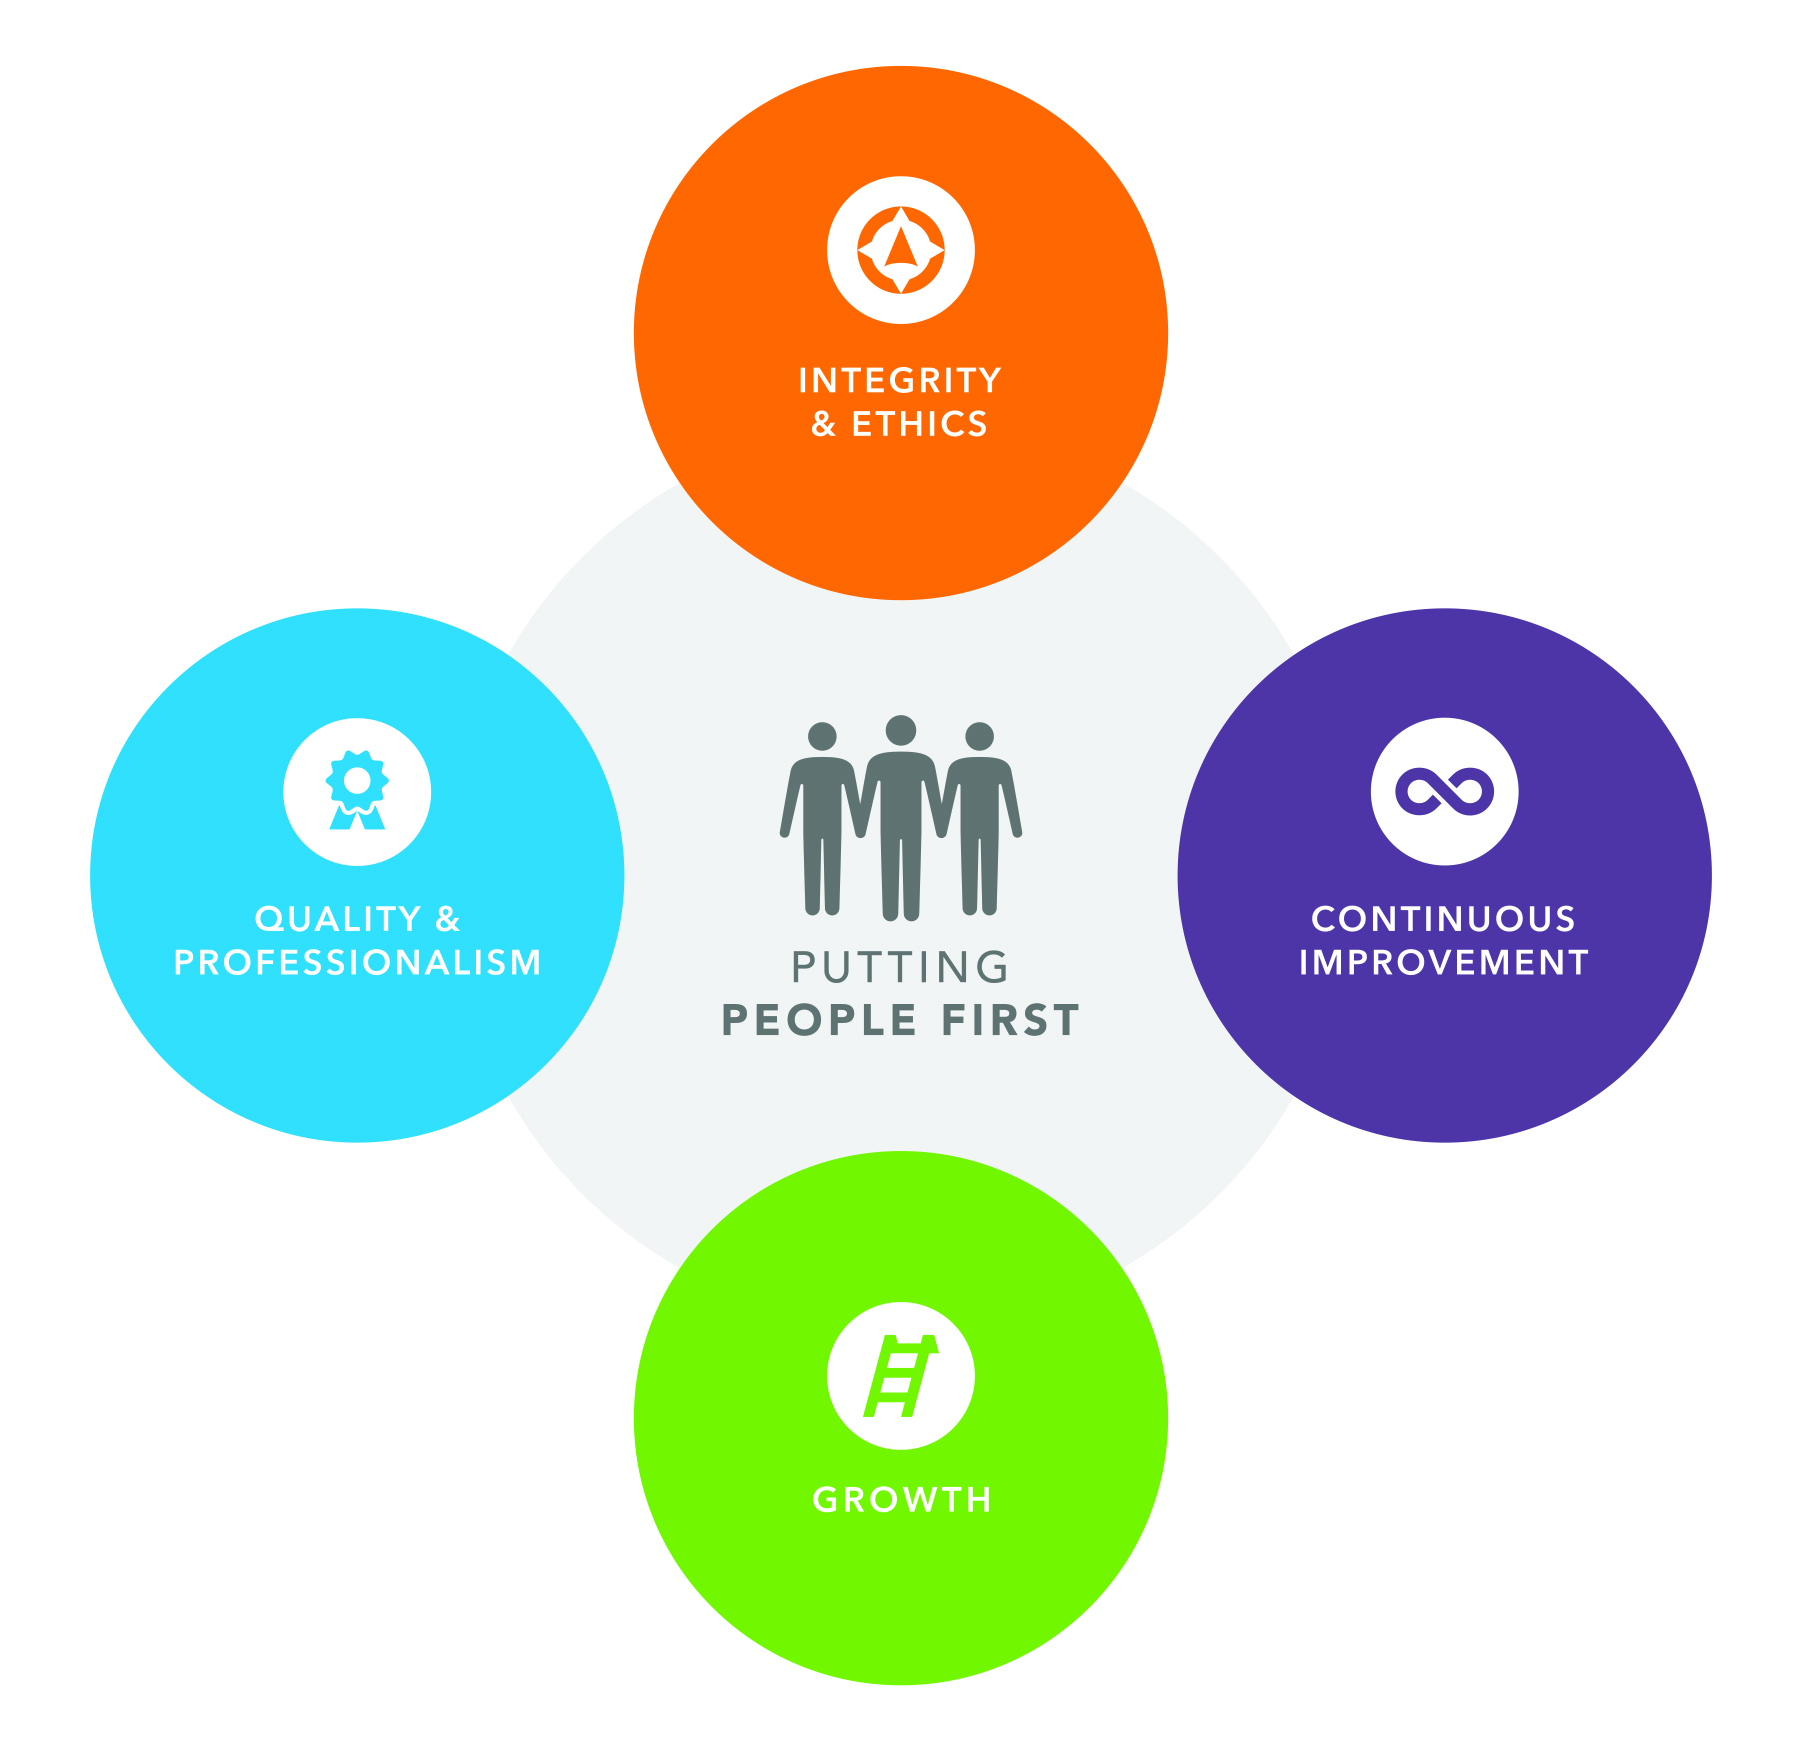 INTEGRITY
& ETHICS
QUALITY &
PROFESSIONALISM
PUTTING
PEOPLE FIRST
CONTINUOUS
IMPROVEMENT
GROWTH